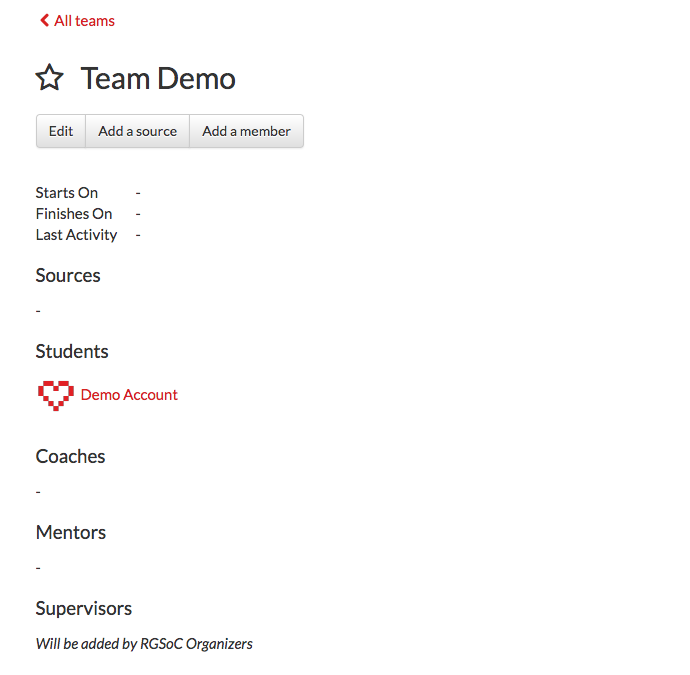 All teams
Team Demo
Edit Add a source Add a member
Starts On -
Finishes On -
Last Activity -
Sources
-
Students
Demo Account
Coaches
-
Mentors
-
Supervisors
Will be added by RGSoC Organizers